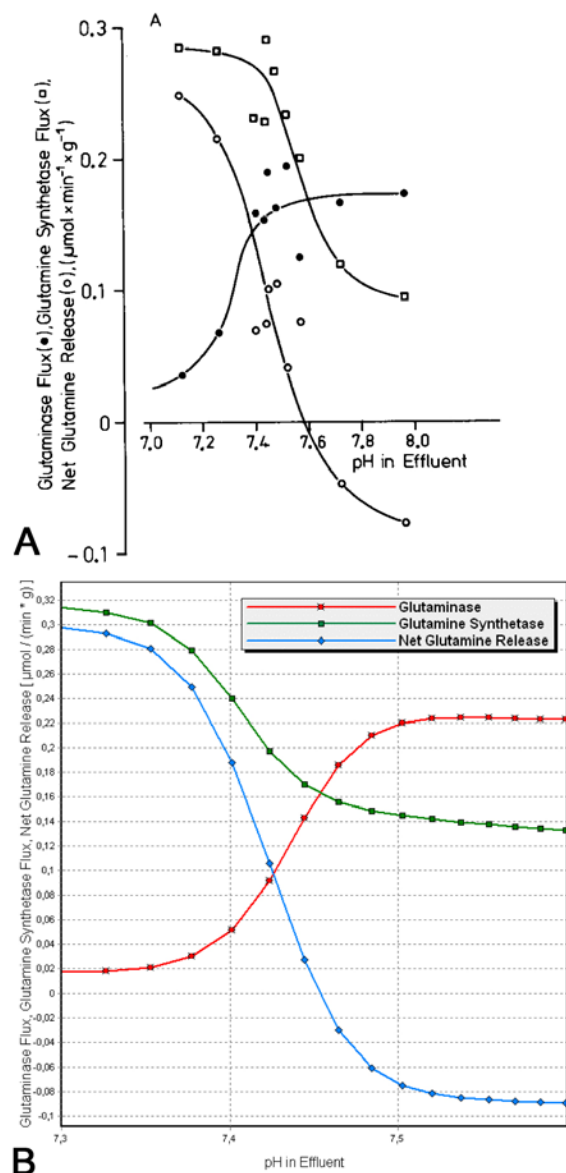 A
Glutaminase Flux(●),Glutamine Synthetase Flux(□),
Net Glutamine Release(○),(μmol×min⁻¹×g⁻¹)
0.3
0.2
0.1
0
-0.1
7.0 7.2 7.4 7.6 7.8 8.0
pH in Effluent
A
Glutaminase Flux, Glutamine Synthetase Flux, Net Glutamine Release [ µmol / (min * g) ]
0,32
0,3
0,28
0,26
0,24
0,22
0,2
0,18
0,16
0,14
0,12
0,1
0,08
0,06
0,04
0,02
0
-0,02
-0,04
-0,06
-0,08
-0,1
Glutaminase
Glutamine Synthetase
Net Glutamine Release
7,3 7,4 7,5
pH in Effluent
B